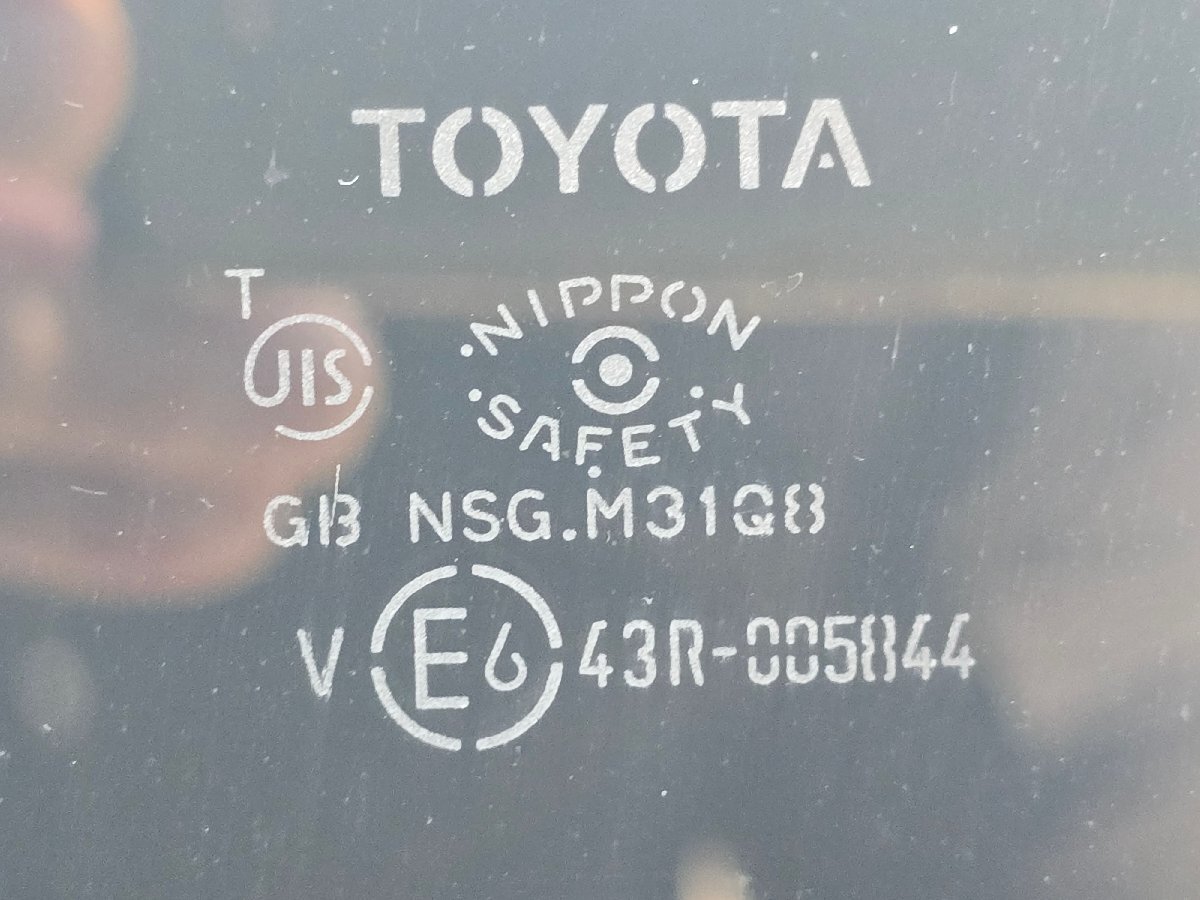 TOYOTA
T
JIS
NIPPON
SAFETY
GB NSG.M31Q8
V E6 43R-005844